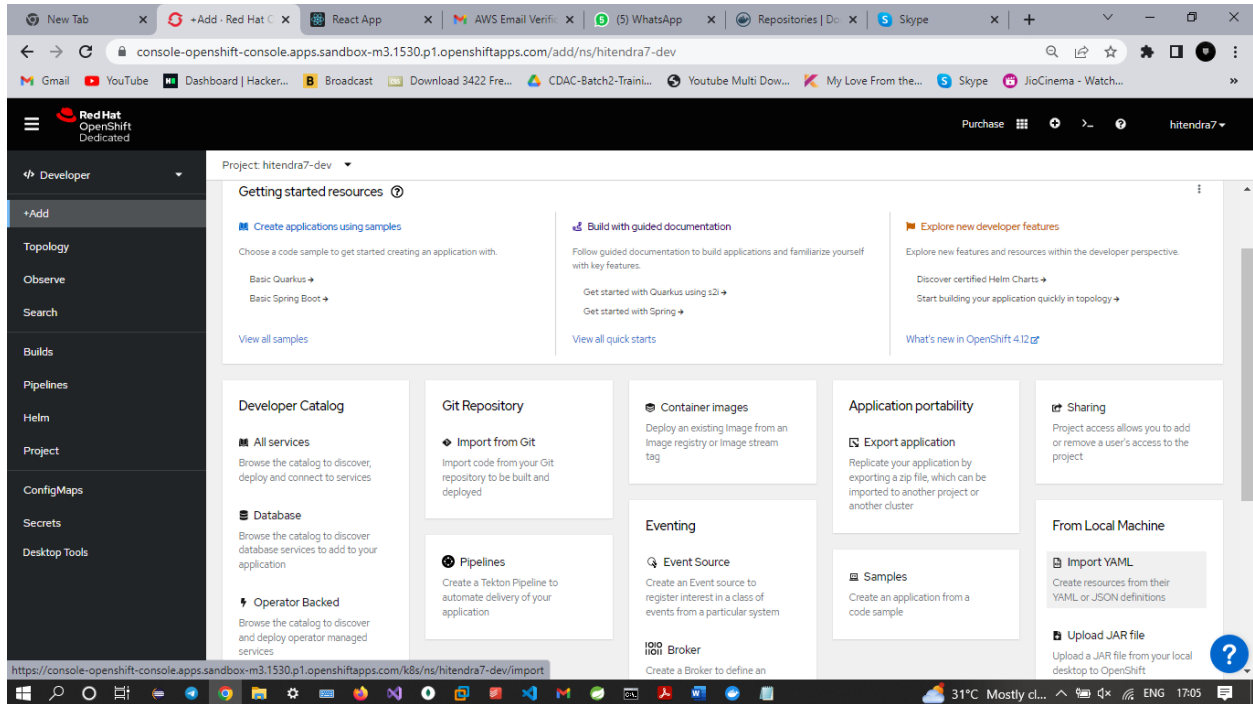 New Tab
+Add · Red Hat C
React App
AWS Email Verific
(5) WhatsApp
Repositories | Do
Skype
console-openshift-console.apps.sandbox-m3.1530.p1.openshiftapps.com/add/ns/hitendra7-dev
Gmail
YouTube
Dashboard | Hacker...
Broadcast
Download 3422 Fre...
CDAC-Batch2-Traini...
Youtube Multi Dow...
My Love From the...
Skype
JioCinema - Watch...
»
Red Hat
OpenShift
Dedicated
Purchase
hitendra7
Developer
+Add
Topology
Observe
Search
Builds
Pipelines
Helm
Project
ConfigMaps
Secrets
Desktop Tools
Project: hitendra7-dev
Getting started resources
Create applications using samples
Choose a code sample to get started creating an application with.
Basic Quarkus
Basic Spring Boot
View all samples
Build with guided documentation
Follow guided documentation to build applications and familiarize yourself
with key features.
Get started with Quarkus using s2i
Get started with Spring
View all quick starts
Explore new developer features
Explore new features and resources within the developer perspective.
Discover certified Helm Charts
Start building your application quickly in topology
What's new in OpenShift 4.12
Developer Catalog
All services
Browse the catalog to discover,
deploy and connect to services
Database
Browse the catalog to discover
database services to add to your
application
Operator Backed
Browse the catalog to discover
and deploy operator managed
services
Git Repository
Import from Git
Import code from your Git
repository to be built and
deployed
Pipelines
Create a Tekton Pipeline to
automate delivery of your
application
Container images
Deploy an existing Image from an
Image registry or Image stream
tag
Eventing
Event Source
Create an Event source to
register interest in a class of
events from a particular system
Broker
Create a Broker to define an
Application portability
Export application
Replicate your application by
exporting a zip file, which can be
imported to another project or
another cluster
Samples
Create an application from a
code sample
Sharing
Project access allows you to add
or remove a user's access to the
project
From Local Machine
Import YAML
Create resources from their
YAML or JSON definitions
Upload JAR file
Upload a JAR file from your local
desktop to OpenShift
?
https://console-openshift-console.apps.sandbox-m3.1530.p1.openshiftapps.com/k8s/ns/hitendra7-dev/import
31°C Mostly cl...
ENG
17:05